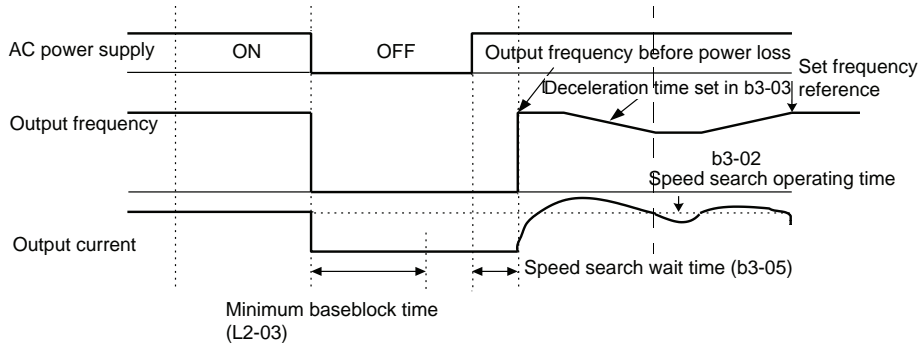 AC power supply
ON
OFF
Output frequency before power loss
Set frequency
reference
Deceleration time set in b3-03
Output frequency
b3-02
Speed search operating time
Output current
Speed search wait time (b3-05)
Minimum baseblock time
(L2-03)